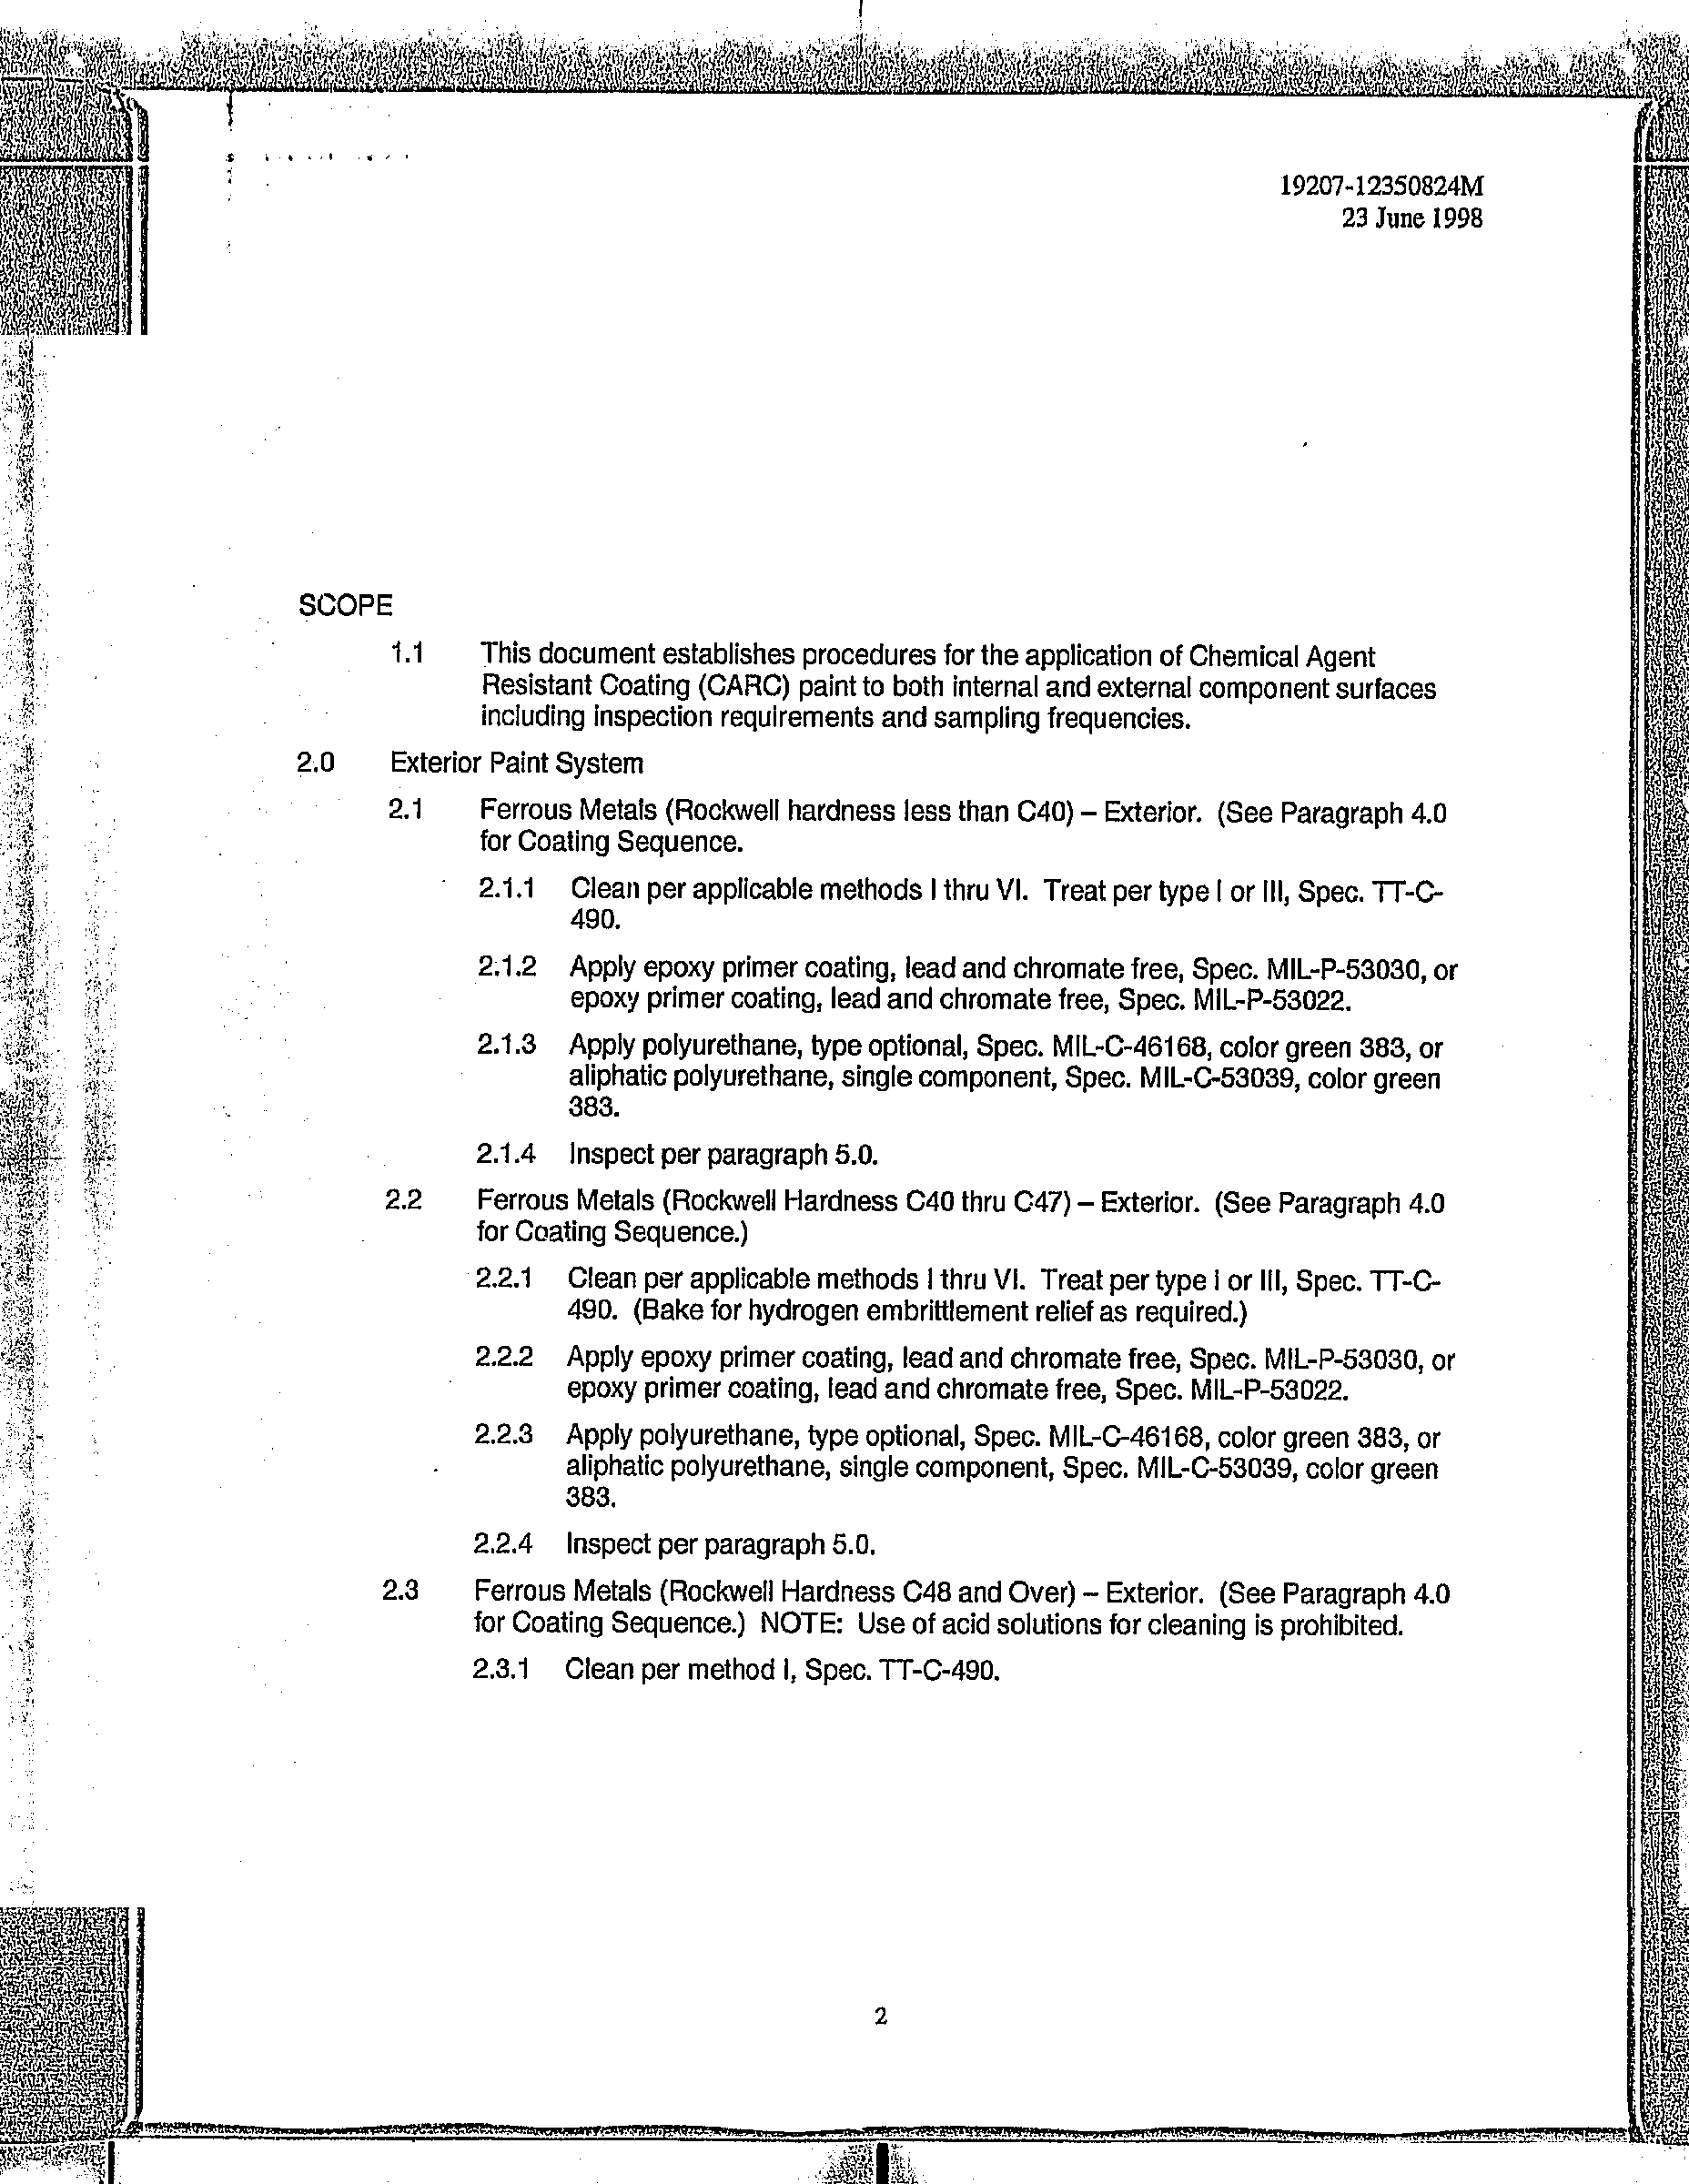 19207-12350824M
23 June 1998
SCOPE
1.1 This document establishes procedures for the application of Chemical Agent
Resistant Coating (CARC) paint to both internal and external component surfaces
including inspection requirements and sampling frequencies.
2.0 Exterior Paint System
2.1 Ferrous Metals (Rockwell hardness less than C40) – Exterior. (See Paragraph 4.0
for Coating Sequence.
2.1.1 Clean per applicable methods I thru VI. Treat per type I or III, Spec. TT-C-
490.
2.1.2 Apply epoxy primer coating, lead and chromate free, Spec. MIL-P-53030, or
epoxy primer coating, lead and chromate free, Spec. MIL-P-53022.
2.1.3 Apply polyurethane, type optional, Spec. MIL-C-46168, color green 383, or
aliphatic polyurethane, single component, Spec. MIL-C-53039, color green
383.
2.1.4 Inspect per paragraph 5.0.
2.2 Ferrous Metals (Rockwell Hardness C40 thru C47) – Exterior. (See Paragraph 4.0
for Coating Sequence.)
2.2.1 Clean per applicable methods I thru VI. Treat per type I or III, Spec. TT-C-
490. (Bake for hydrogen embrittlement relief as required.)
2.2.2 Apply epoxy primer coating, lead and chromate free, Spec. MIL-P-53030, or
epoxy primer coating, lead and chromate free, Spec. MIL-P-53022.
2.2.3 Apply polyurethane, type optional, Spec. MIL-C-46168, color green 383, or
aliphatic polyurethane, single component, Spec. MIL-C-53039, color green
383.
2.2.4 Inspect per paragraph 5.0.
2.3 Ferrous Metals (Rockwell Hardness C48 and Over) – Exterior. (See Paragraph 4.0
for Coating Sequence.) NOTE: Use of acid solutions for cleaning is prohibited.
2.3.1 Clean per method I, Spec. TT-C-490.
2